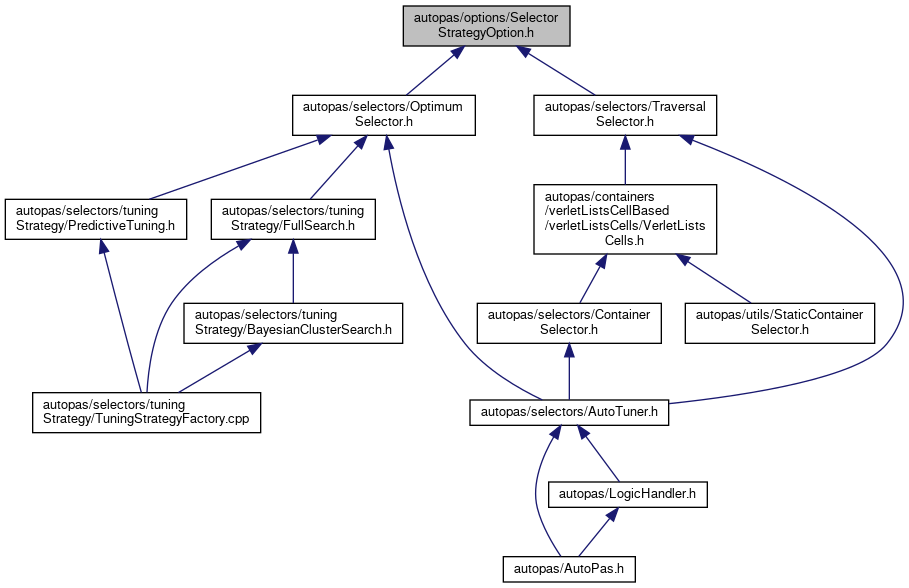 autopas/options/Selector
StrategyOption.h
autopas/selectors/Optimum
Selector.h
autopas/selectors/Traversal
Selector.h
autopas/containers
/verletListsCellBased
/verletListsCells/VerletLists
Cells.h
autopas/selectors/tuning
Strategy/PredictiveTuning.h
autopas/selectors/tuning
Strategy/FullSearch.h
autopas/selectors/tuning
Strategy/BayesianClusterSearch.h
autopas/selectors/Container
Selector.h
autopas/utils/StaticContainer
Selector.h
autopas/selectors/tuning
Strategy/TuningStrategyFactory.cpp
autopas/selectors/AutoTuner.h
autopas/LogicHandler.h
autopas/AutoPas.h